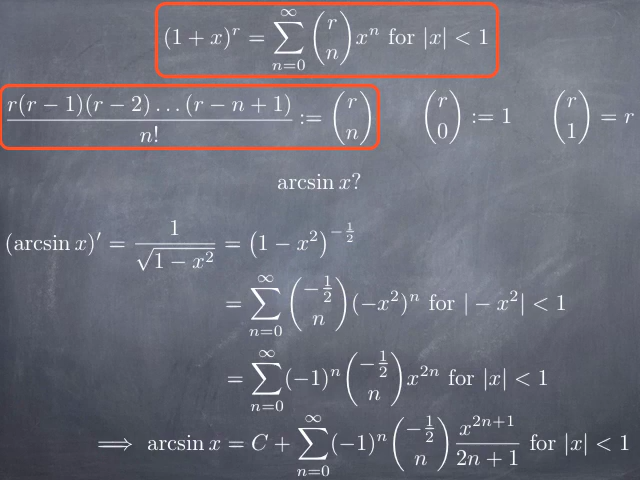 (1 + x)^r = \sum_{n=0}^{\infty} \binom{r}{n} x^n for |x| < 1
\frac{r(r − 1)(r − 2) … (r − n + 1)}{n!} := \binom{r}{n} \binom{r}{0} := 1 \binom{r}{1} = r
arcsin x?
(arcsin x)′ = \frac{1}{\sqrt{1 − x^2}} = (1 − x^2)^{−\frac{1}{2}}
= \sum_{n=0}^{\infty} \binom{−\frac{1}{2}}{n} (−x^2)^n for |− x^2| < 1
= \sum_{n=0}^{\infty} (−1)^n \binom{−\frac{1}{2}}{n} x^{2n} for |x| < 1
⟹ arcsin x = C + \sum_{n=0}^{\infty} (−1)^n \binom{−\frac{1}{2}}{n} \frac{x^{2n+1}}{2n + 1} for |x| < 1